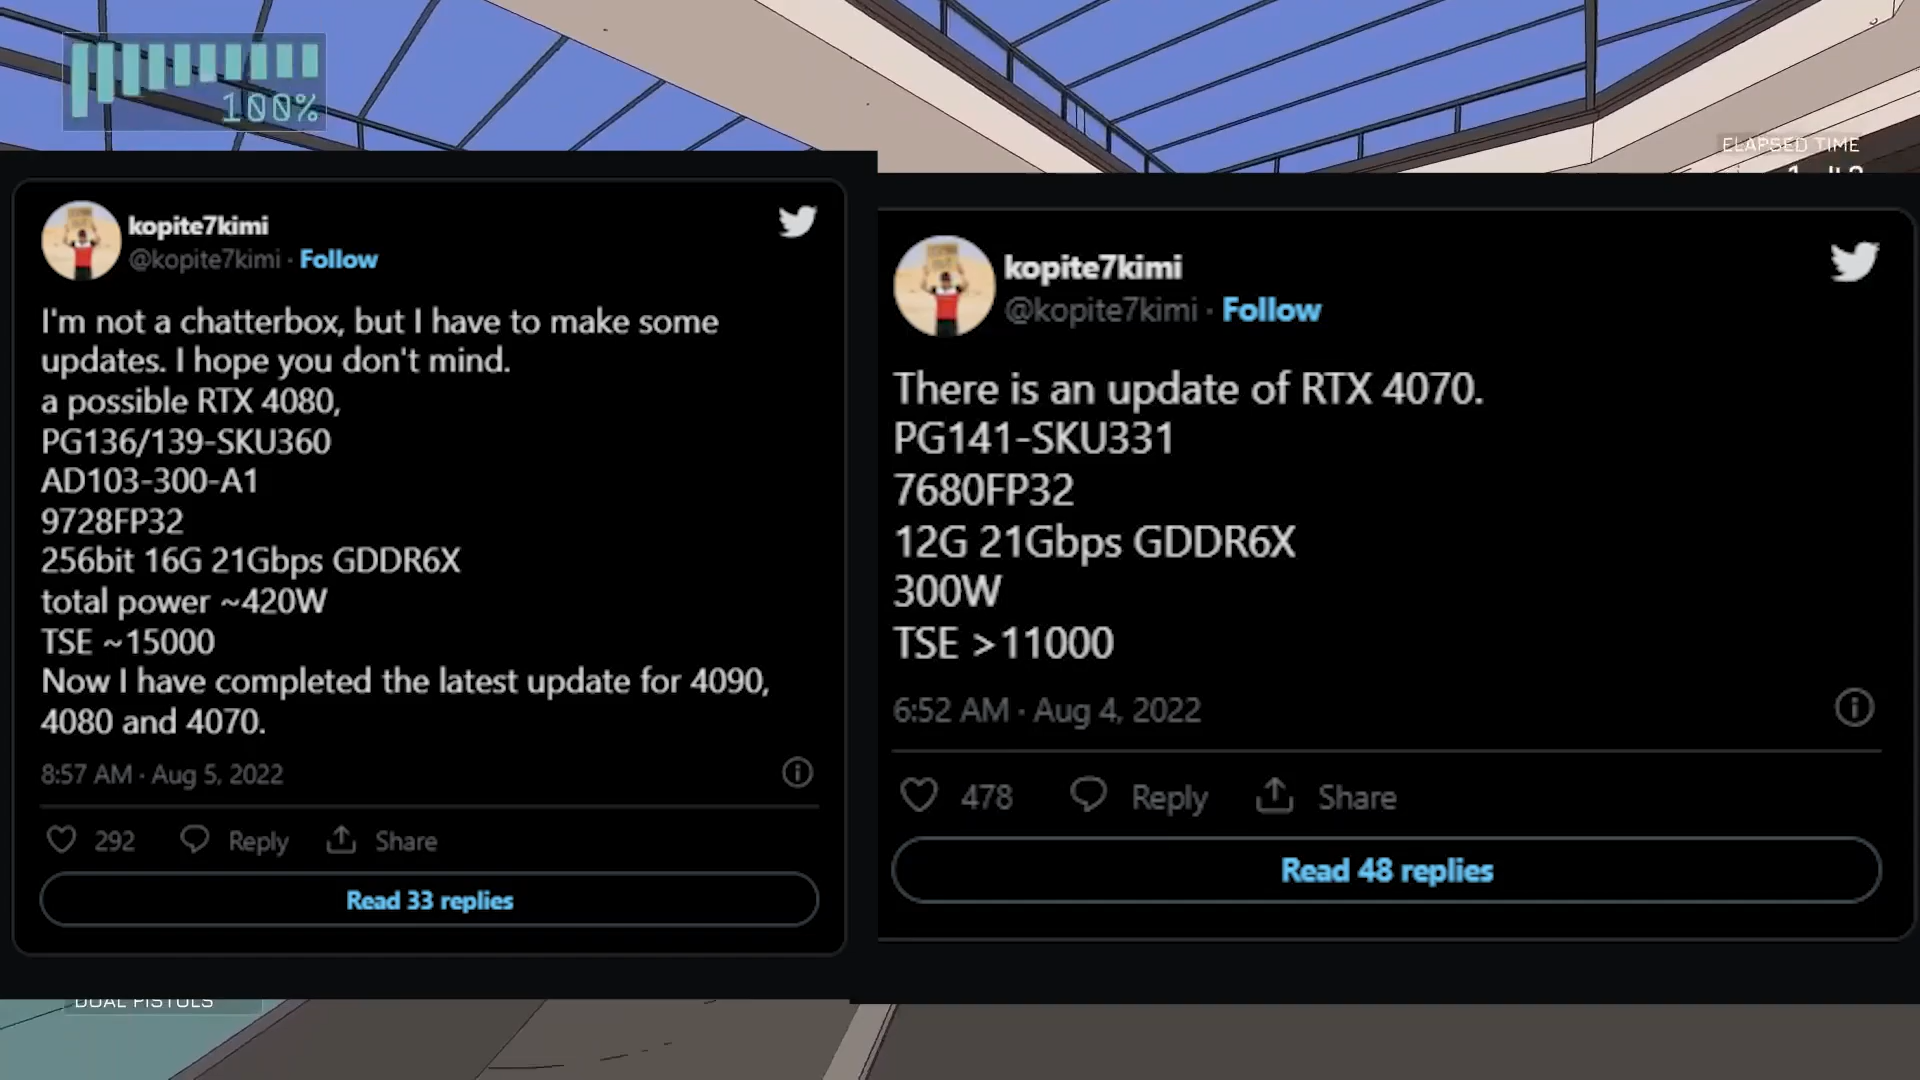 100%
ELAPSED TIME
kopite7kimi
@kopite7kimi · Follow
I'm not a chatterbox, but I have to make some
updates. I hope you don't mind.
a possible RTX 4080,
PG136/139-SKU360
AD103-300-A1
9728FP32
256bit 16G 21Gbps GDDR6X
total power ~420W
TSE ~15000
Now I have completed the latest update for 4090,
4080 and 4070.
8:57 AM · Aug 5, 2022
292 Reply Share
Read 33 replies
kopite7kimi
@kopite7kimi · Follow
There is an update of RTX 4070.
PG141-SKU331
7680FP32
12G 21Gbps GDDR6X
300W
TSE >11000
6:52 AM · Aug 4, 2022
478 Reply Share
Read 48 replies
DUAL PISTOLS